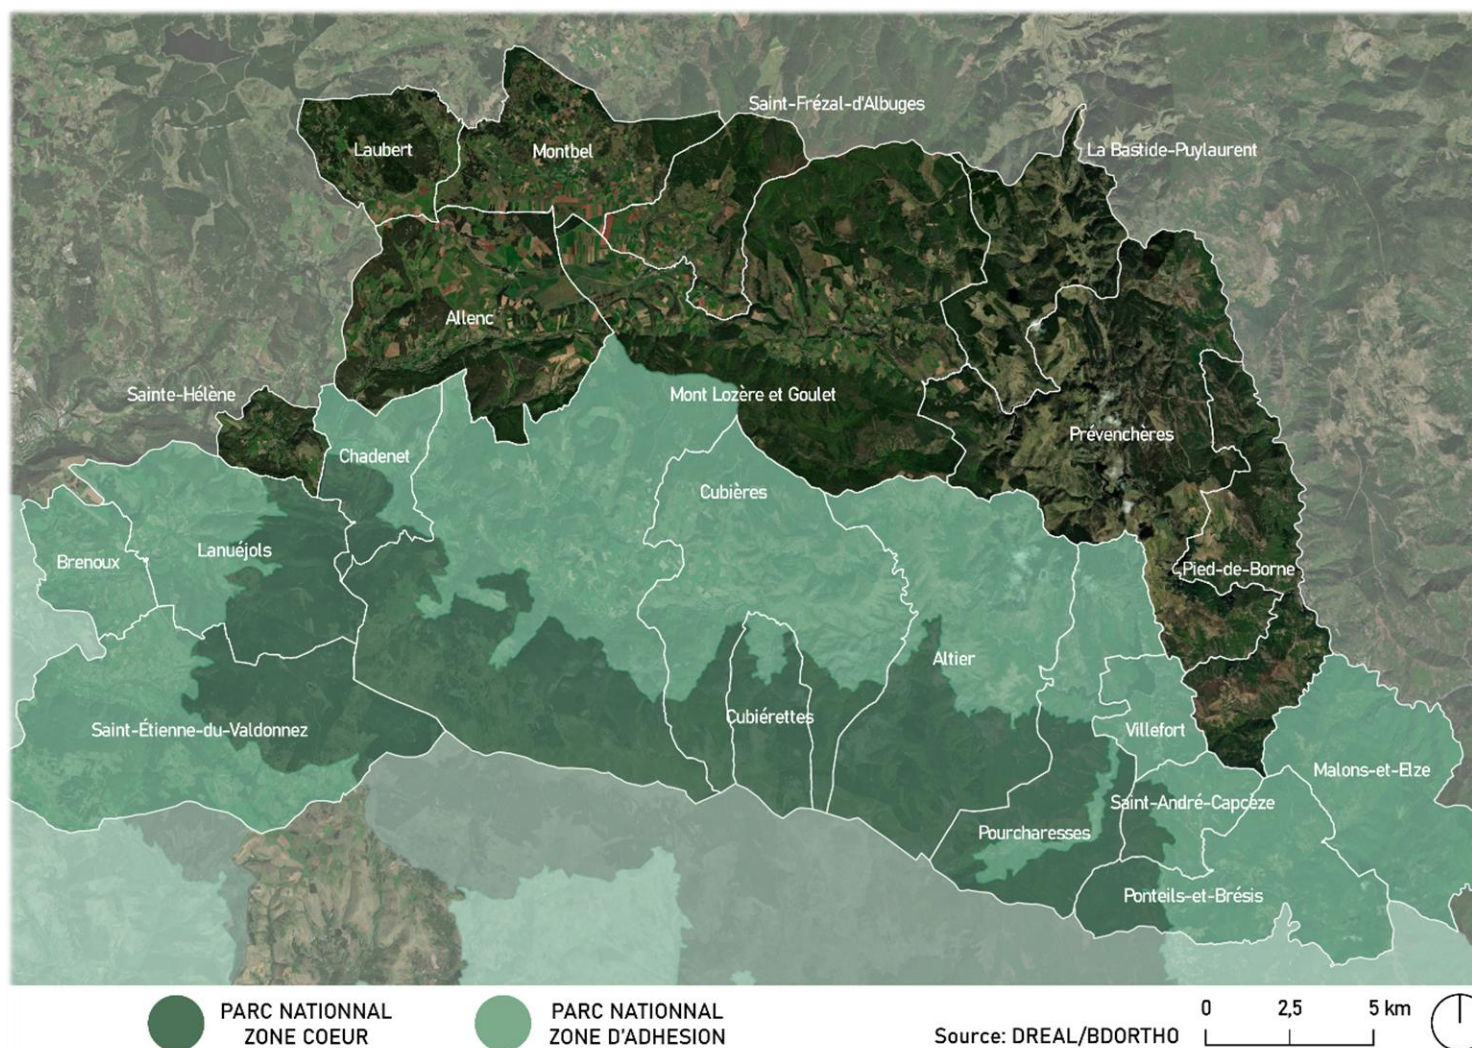 Saint-Frézal-d'Albuges
Laubert
Montbel
La Bastide-Puylaurent
Allenc
Sainte-Hélène
Mont Lozère et Goulet
Prévenchères
Chadenet
Cubières
Lanuéjols
Brenoux
Pied-de-Borne
Altier
Cubiérettes
Saint-Étienne-du-Valdonnez
Villefort
Malons-et-Elze
Saint-André-Capcèze
Pourcharesses
Ponteils-et-Brésis
PARC NATIONNAL
ZONE COEUR
PARC NATIONNAL
ZONE D'ADHESION
Source: DREAL/BDORTHO
0 2,5 5 km